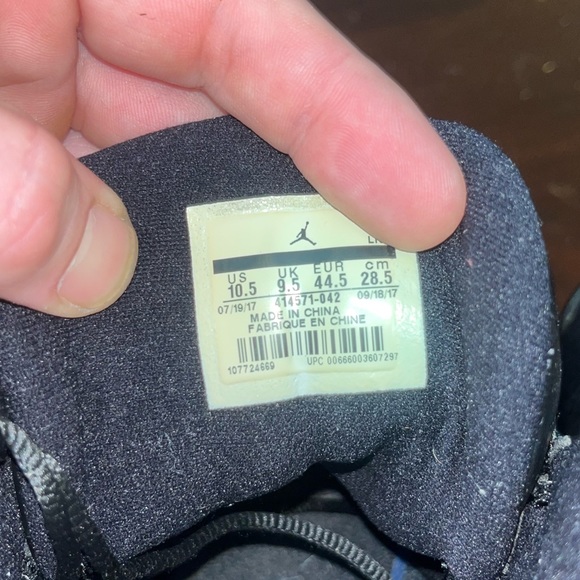 US UK EUR cm
10.5 9.5 44.5 28.5
07/19/17 414571-042 09/18/17
MADE IN CHINA
FABRIQUE EN CHINE
107724669 UPC 00666003607297